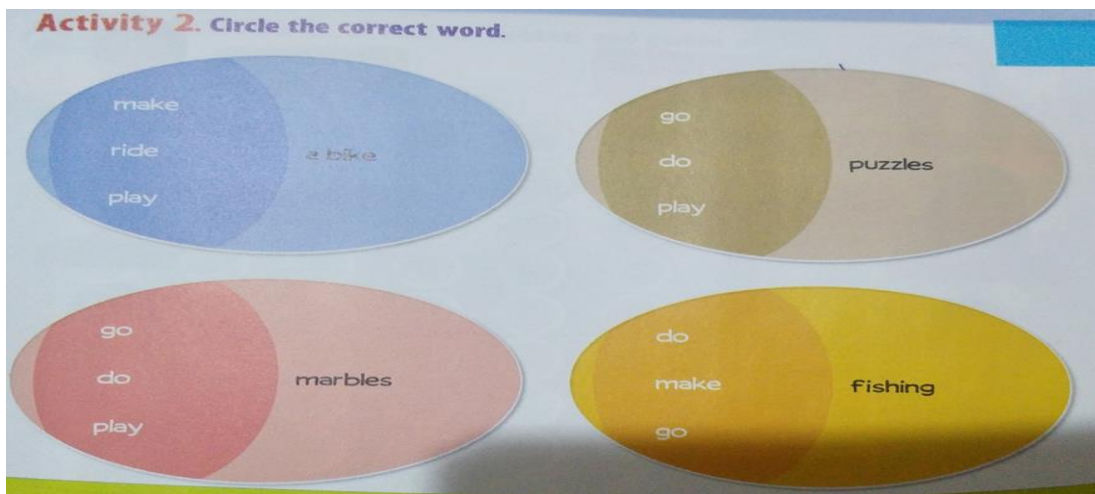 Activity 2. Circle the correct word.
make
ride
play
a bike
go
do
play
puzzles
go
do
play
marbles
do
make
go
fishing